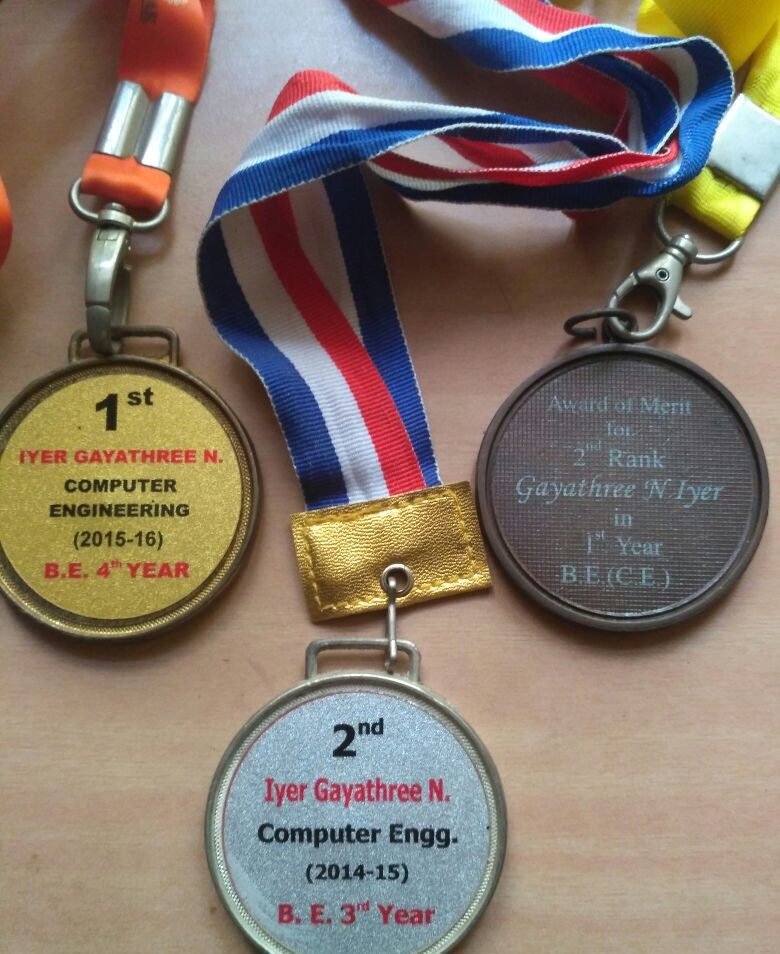 1st
IYER GAYATHREE N.
COMPUTER
ENGINEERING
(2015-16)
B.E. 4th YEAR
2nd
Iyer Gayathree N.
Computer Engg.
(2014-15)
B. E. 3rd Year
Award of Merit
for
2nd Rank
Gayathree N Iyer
in
1st Year
B.E.(C.E.)